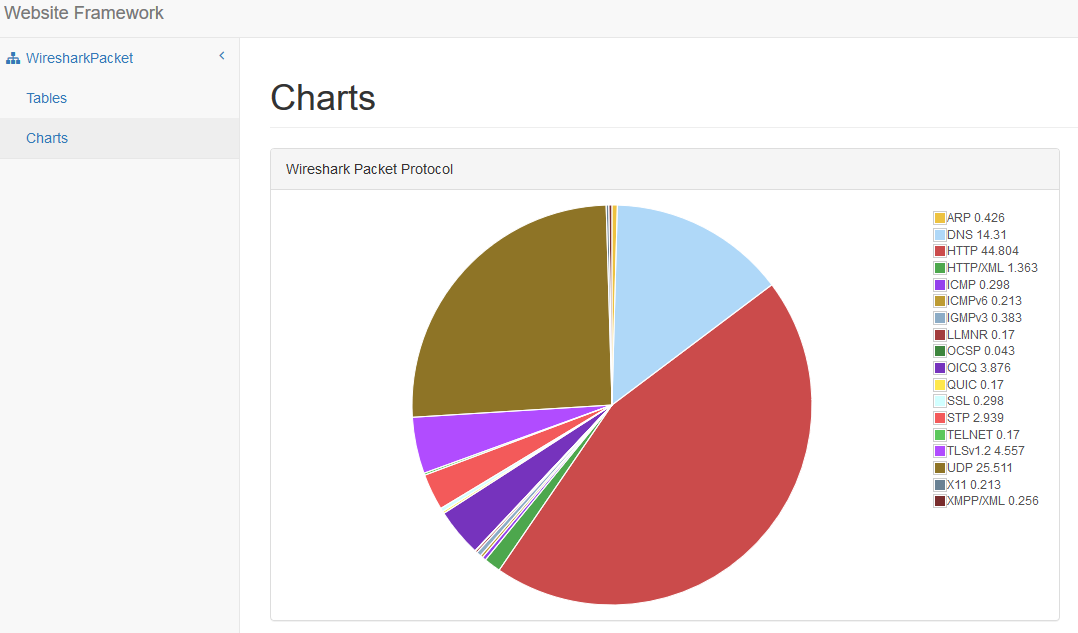 Website Framework
WiresharkPacket
Tables
Charts
Charts
Wireshark Packet Protocol
ARP 0.426
DNS 14.31
HTTP 44.804
HTTP/XML 1.363
ICMP 0.298
ICMPv6 0.213
IGMPv3 0.383
LLMNR 0.17
OCSP 0.043
OICQ 3.876
QUIC 0.17
SSL 0.298
STP 2.939
TELNET 0.17
TLSv1.2 4.557
UDP 25.511
X11 0.213
XMPP/XML 0.256